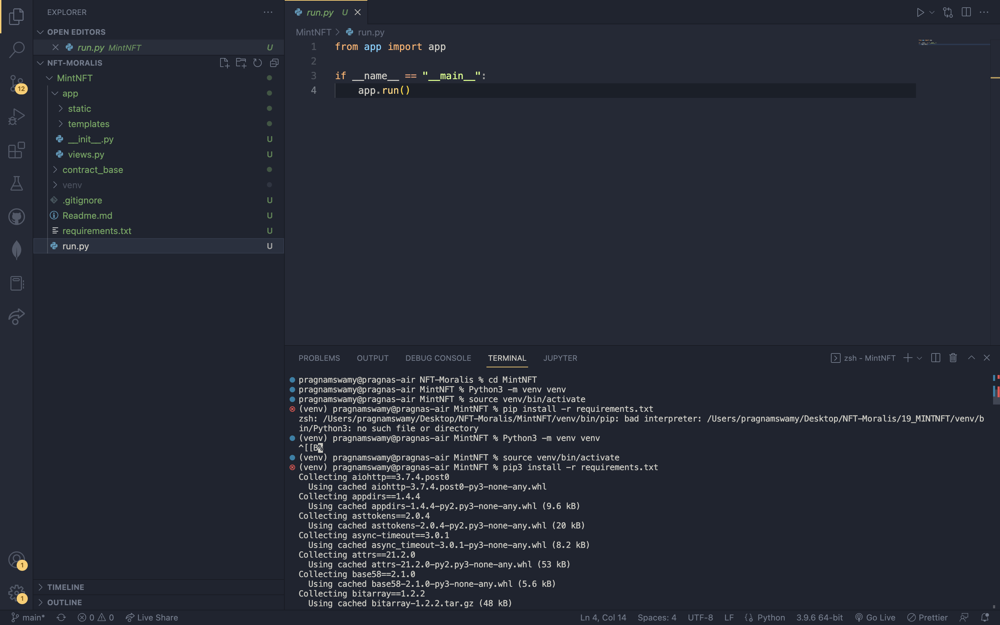 EXPLORER
OPEN EDITORS
run.py MintNFT U
NFT-MORALIS
MintNFT
app
static
templates
__init__.py U
views.py U
contract_base
venv
.gitignore U
Readme.md U
requirements.txt U
run.py U
TIMELINE
OUTLINE
12
1
1
run.py U
MintNFT > run.py
1 from app import app
2
3 if __name__ == "__main__":
4 app.run()
PROBLEMS OUTPUT DEBUG CONSOLE TERMINAL JUPYTER zsh - MintNFT
pragnamswamy@pragnas-air NFT-Moralis % cd MintNFT
pragnamswamy@pragnas-air MintNFT % Python3 -m venv venv
pragnamswamy@pragnas-air MintNFT % source venv/bin/activate
(venv) pragnamswamy@pragnas-air MintNFT % pip install -r requirements.txt
zsh: /Users/pragnamswamy/Desktop/NFT-Moralis/MintNFT/venv/bin/pip: bad interpreter: /Users/pragnamswamy/Desktop/NFT-Moralis/19_MINTNFT/venv/b
in/Python3: no such file or directory
(venv) pragnamswamy@pragnas-air MintNFT % Python3 -m venv venv
^[[B%
(venv) pragnamswamy@pragnas-air MintNFT % source venv/bin/activate
(venv) pragnamswamy@pragnas-air MintNFT % pip3 install -r requirements.txt
Collecting aiohttp==3.7.4.post0
Using cached aiohttp-3.7.4.post0-py3-none-any.whl
Collecting appdirs==1.4.4
Using cached appdirs-1.4.4-py2.py3-none-any.whl (9.6 kB)
Collecting asttokens==2.0.4
Using cached asttokens-2.0.4-py2.py3-none-any.whl (20 kB)
Collecting async-timeout==3.0.1
Using cached async_timeout-3.0.1-py3-none-any.whl (8.2 kB)
Collecting attrs==21.2.0
Using cached attrs-21.2.0-py2.py3-none-any.whl (53 kB)
Collecting base58==2.1.0
Using cached base58-2.1.0-py3-none-any.whl (5.6 kB)
Collecting bitarray==1.2.2
Using cached bitarray-1.2.2.tar.gz (48 kB)
main* 0 0 Live Share Ln 4, Col 14 Spaces: 4 UTF-8 LF Python 3.9.6 64-bit Go Live Prettier